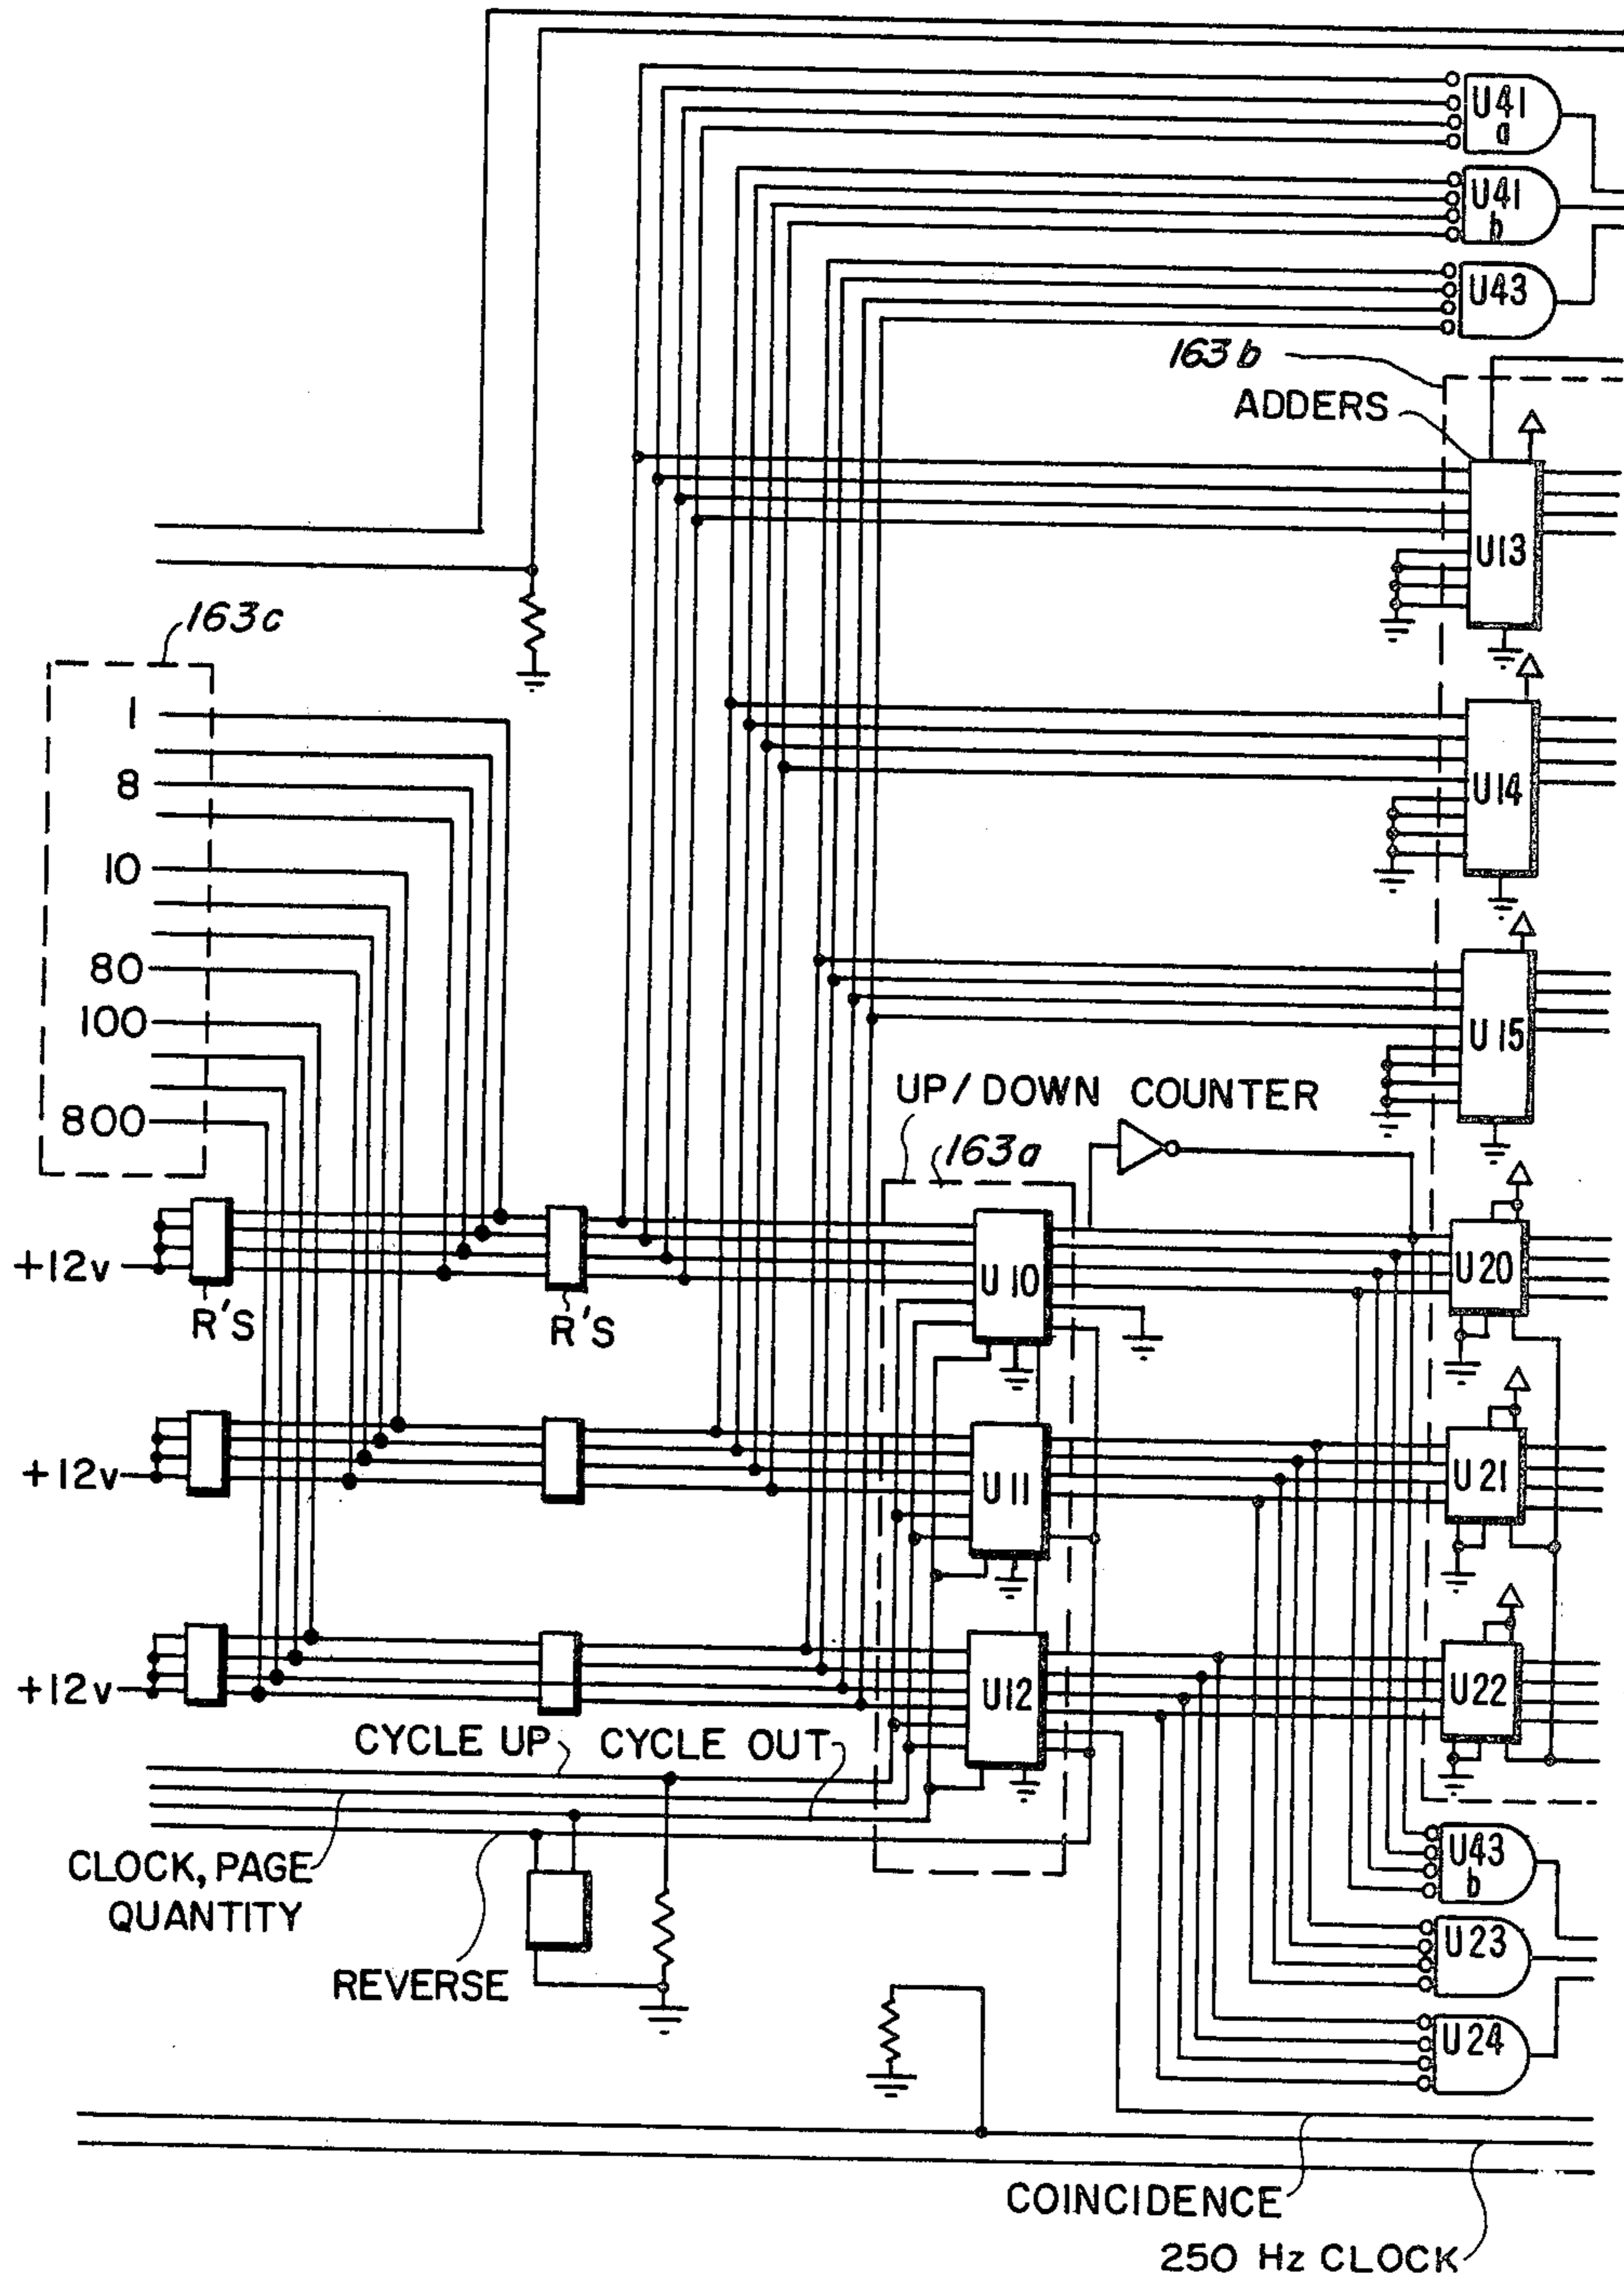 U41
a
U41
b
U43
163b
ADDERS
U13
163c
1
8
10
80
100
800
U14
U15
UP/DOWN COUNTER
163a
+12v
R'S
R'S
U10
U20
+12v
U11
U21
+12v
U12
U22
CYCLE UP
CYCLE OUT
CLOCK, PAGE
QUANTITY
REVERSE
U43
b
U23
U24
COINCIDENCE
250 Hz CLOCK